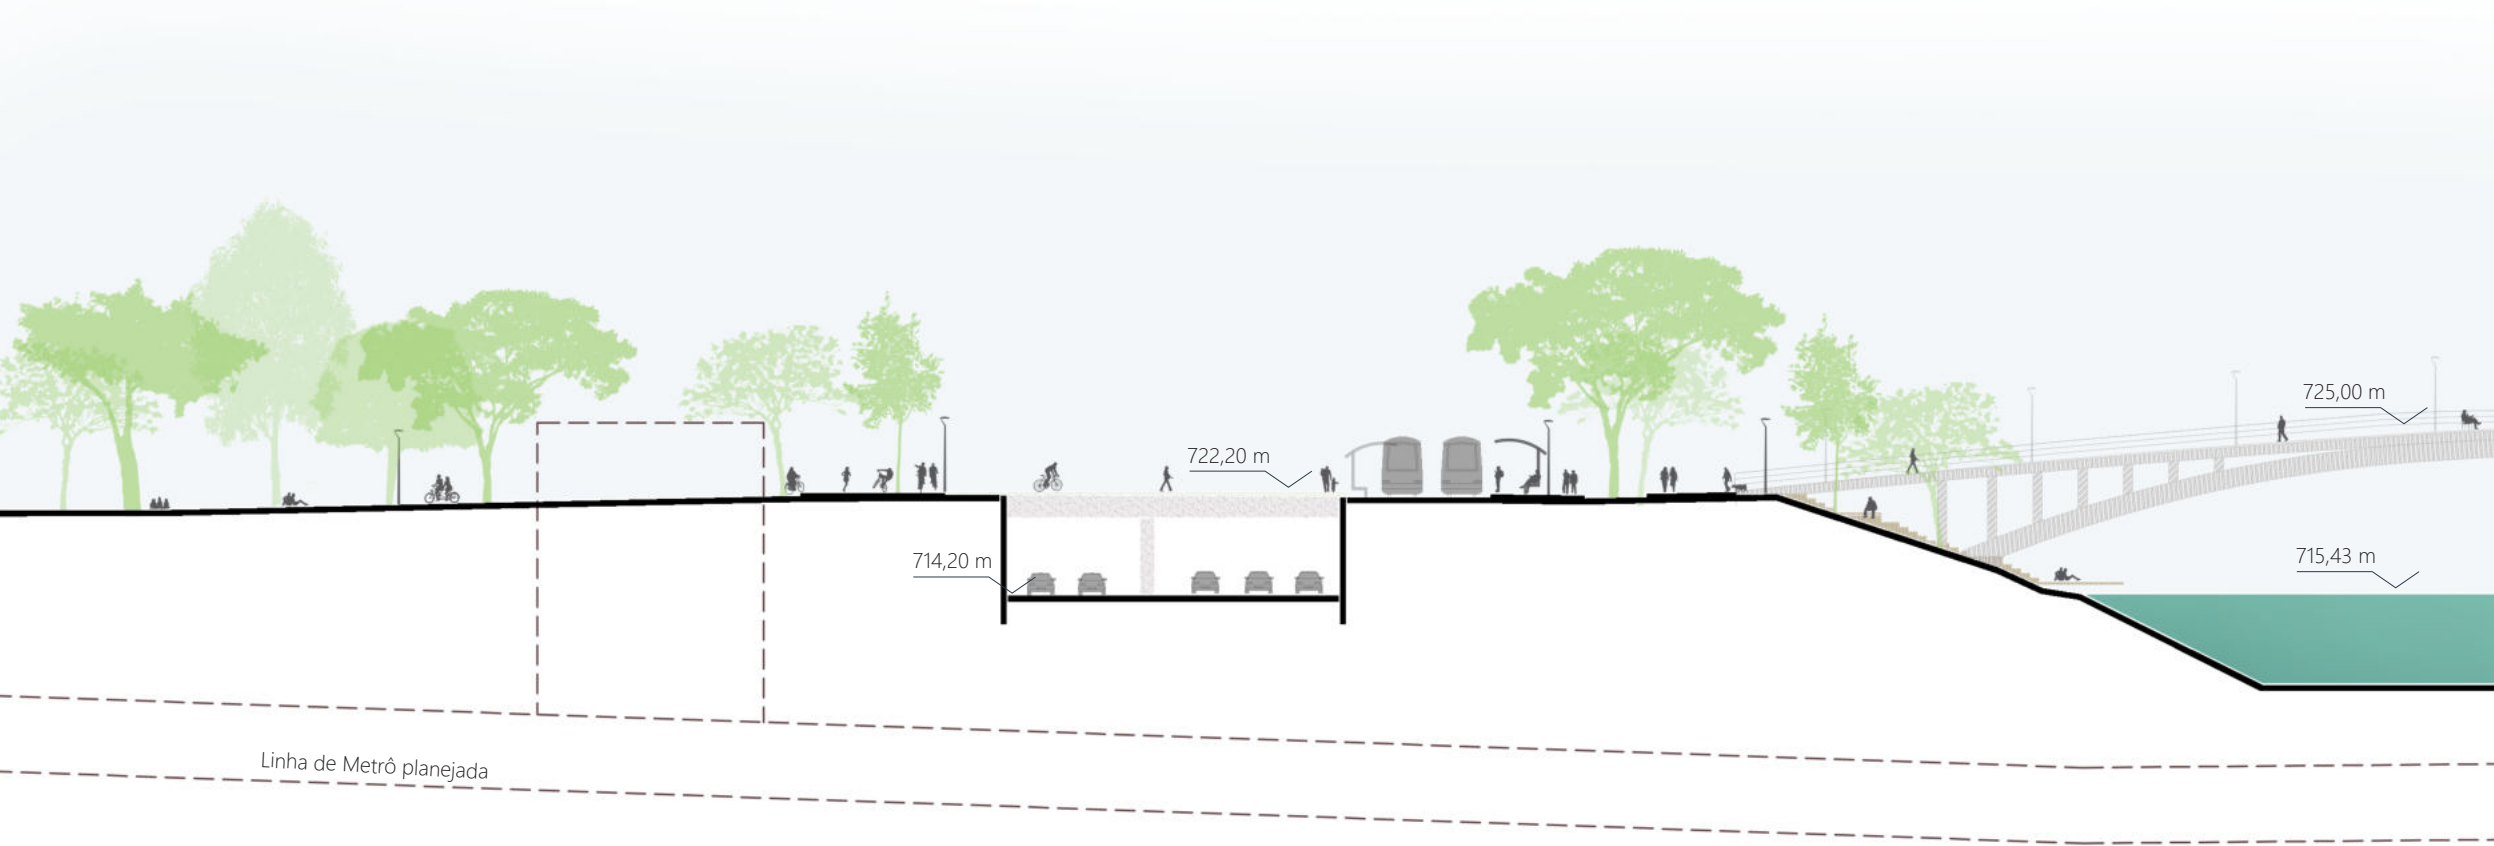 725,00 m
722,20 m
714,20 m
715,43 m
Linha de Metrô planejada